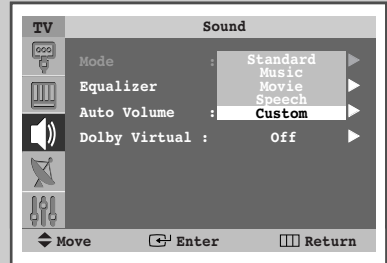 TV Sound
Mode : Standard
Music
Equalizer Movie
Speech
Auto Volume : Custom
Dolby Virtual : Off
Move Enter Return